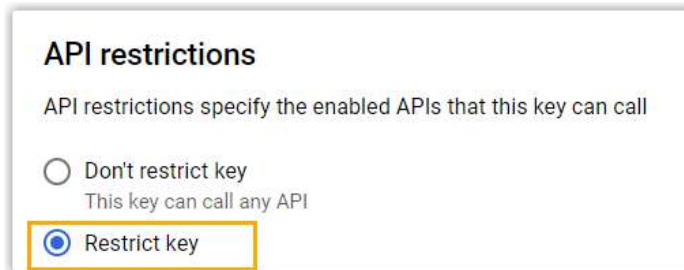 API restrictions
API restrictions specify the enabled APIs that this key can call
Don't restrict key
This key can call any API
Restrict key